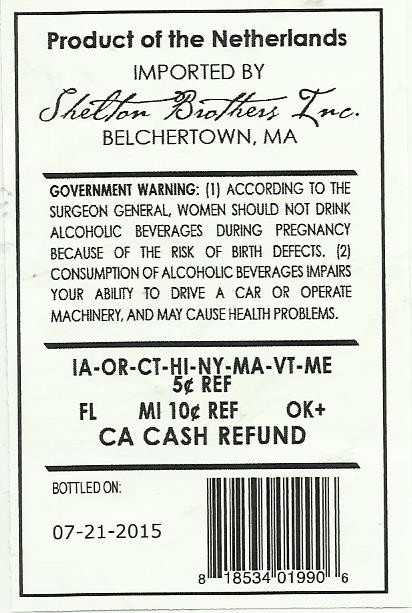 Product of the Netherlands
IMPORTED BY
Shelton Brothers Inc.
BELCHERTOWN, MA
GOVERNMENT WARNING: (1) ACCORDING TO THE
SURGEON GENERAL, WOMEN SHOULD NOT DRINK
ALCOHOLIC BEVERAGES DURING PREGNANCY
BECAUSE OF THE RISK OF BIRTH DEFECTS. (2)
CONSUMPTION OF ALCOHOLIC BEVERAGES IMPAIRS
YOUR ABILITY TO DRIVE A CAR OR OPERATE
MACHINERY, AND MAY CAUSE HEALTH PROBLEMS.
IA-OR-CT-HI-NY-MA-VT-ME
5¢ REF
FL MI 10¢ REF OK+
CA CASH REFUND
BOTTLED ON:
07-21-2015
8 18534 01990 6